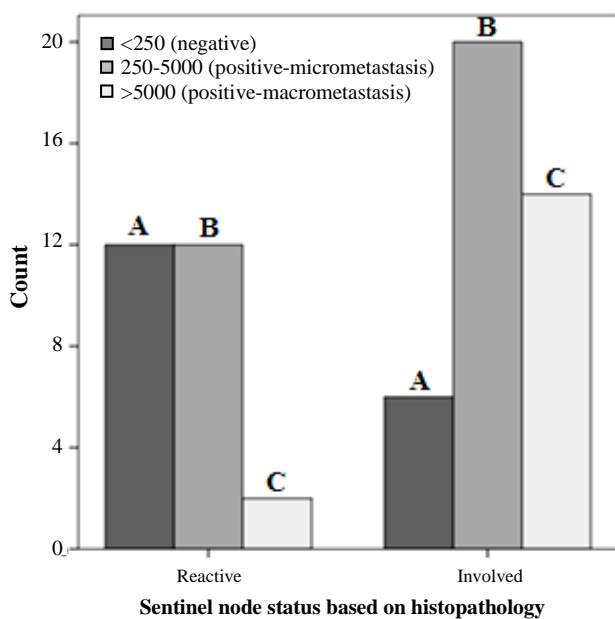 <250 (negative)
250-5000 (positive-micrometastasis)
>5000 (positive-macrometastasis)
Count
20
16
12
8
4
0
A
B
C
A
B
C
Reactive
Involved
Sentinel node status based on histopathology